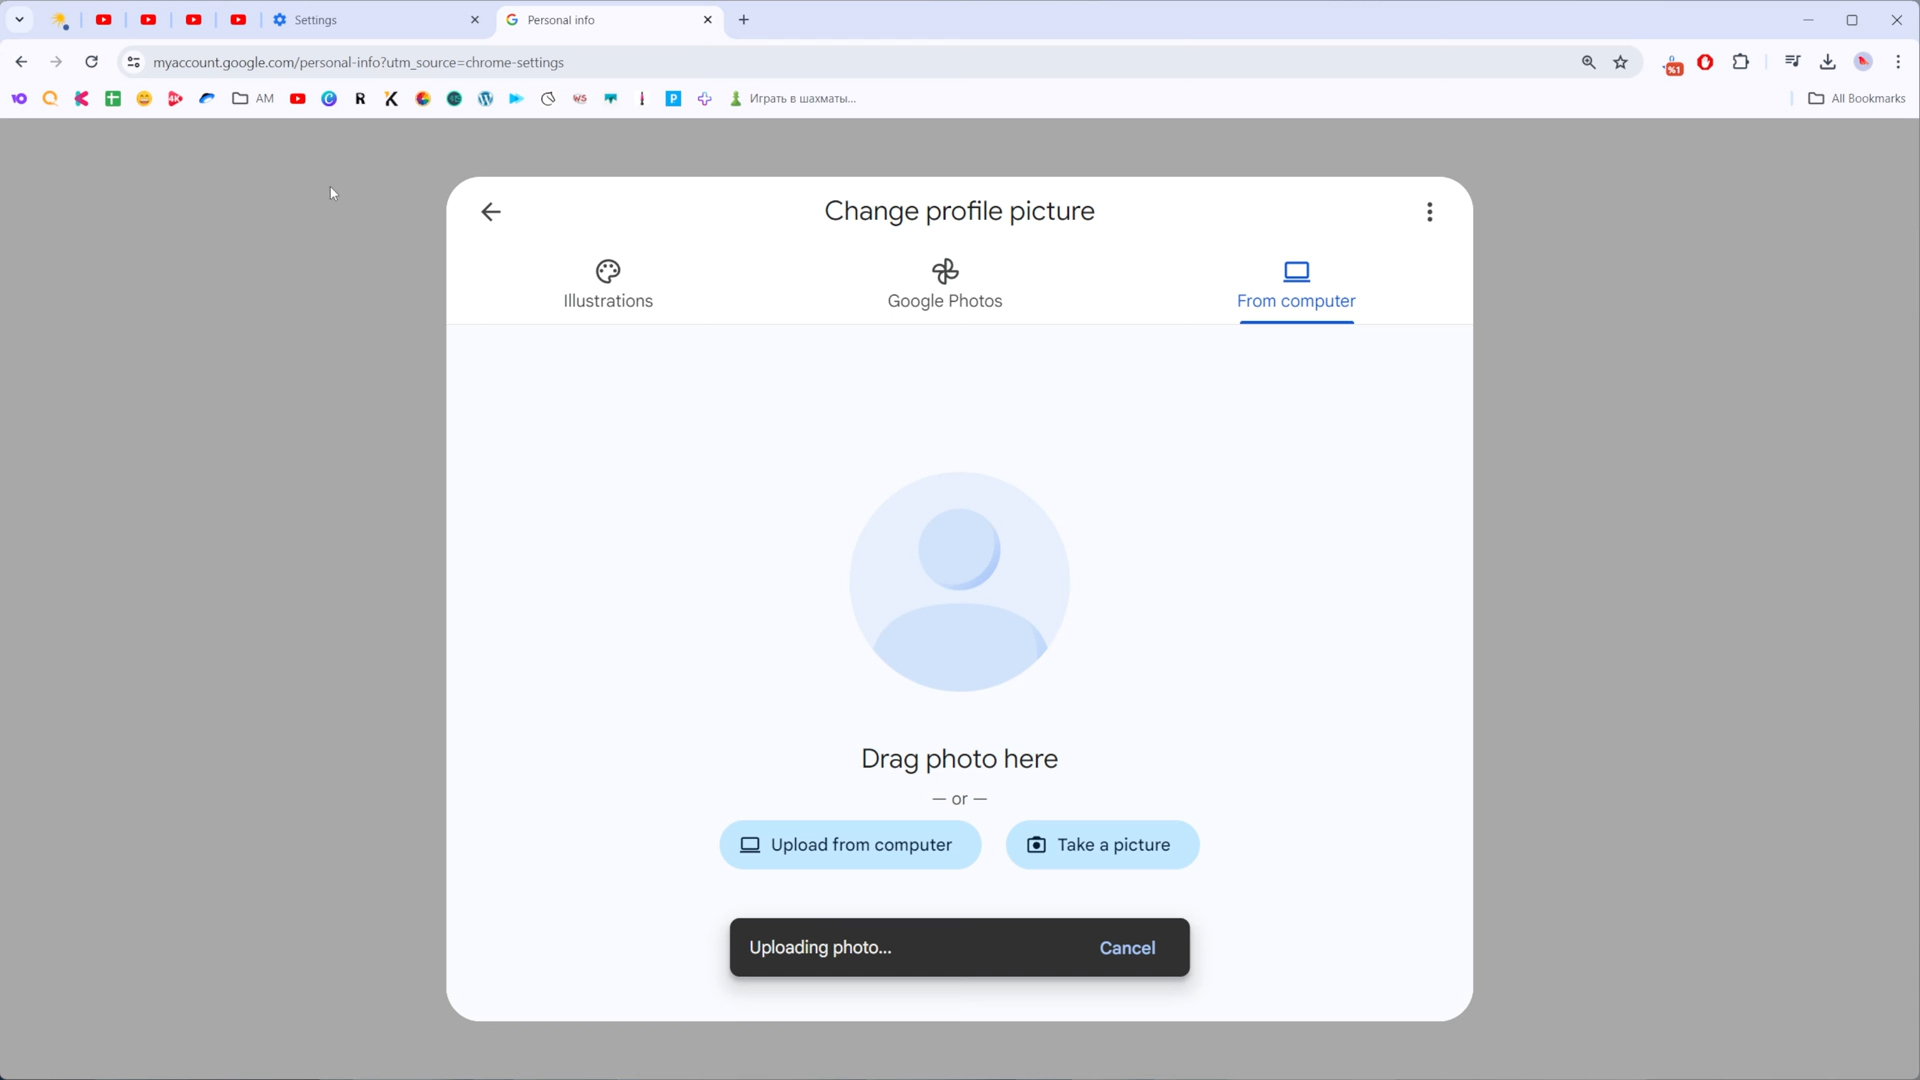 Settings
Personal info
myaccount.google.com/personal-info?utm_source=chrome-settings
%1
AM
Играть в шахматы...
All Bookmarks
Change profile picture
Illustrations
Google Photos
From computer
Drag photo here
— or —
Upload from computer
Take a picture
Uploading photo...
Cancel